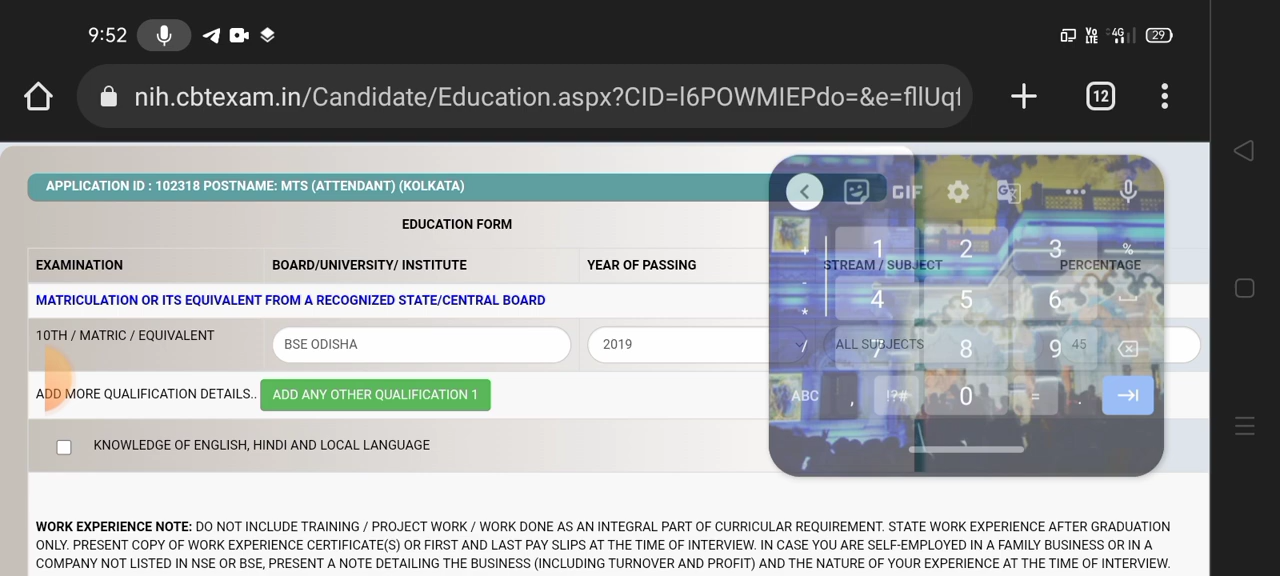 9:52 Vo LTE 4G 29
nih.cbtexam.in/Candidate/Education.aspx?CID=l6POWMIEPdo=&e=fllUqf 12
APPLICATION ID : 102318 POSTNAME: MTS (ATTENDANT) (KOLKATA)
GIF
EDUCATION FORM
+ 1 2 3 %
EXAMINATION BOARD/UNIVERSITY/ INSTITUTE YEAR OF PASSING STREAM / SUBJECT PERCENTAGE
-
MATRICULATION OR ITS EQUIVALENT FROM A RECOGNIZED STATE/CENTRAL BOARD
* 4 5 6
10TH / MATRIC / EQUIVALENT BSE ODISHA 2019 ALL SUBJECTS 45
/ 7 8 9
ADD MORE QUALIFICATION DETAILS.. ADD ANY OTHER QUALIFICATION 1
ABC , !?# 0 = .
KNOWLEDGE OF ENGLISH, HINDI AND LOCAL LANGUAGE
WORK EXPERIENCE NOTE: DO NOT INCLUDE TRAINING / PROJECT WORK / WORK DONE AS AN INTEGRAL PART OF CURRICULAR REQUIREMENT. STATE WORK EXPERIENCE AFTER GRADUATION
ONLY. PRESENT COPY OF WORK EXPERIENCE CERTIFICATE(S) OR FIRST AND LAST PAY SLIPS AT THE TIME OF INTERVIEW. IN CASE YOU ARE SELF-EMPLOYED IN A FAMILY BUSINESS OR IN A
COMPANY NOT LISTED IN NSE OR BSE, PRESENT A NOTE DETAILING THE BUSINESS (INCLUDING TURNOVER AND PROFIT) AND THE NATURE OF YOUR EXPERIENCE AT THE TIME OF INTERVIEW.